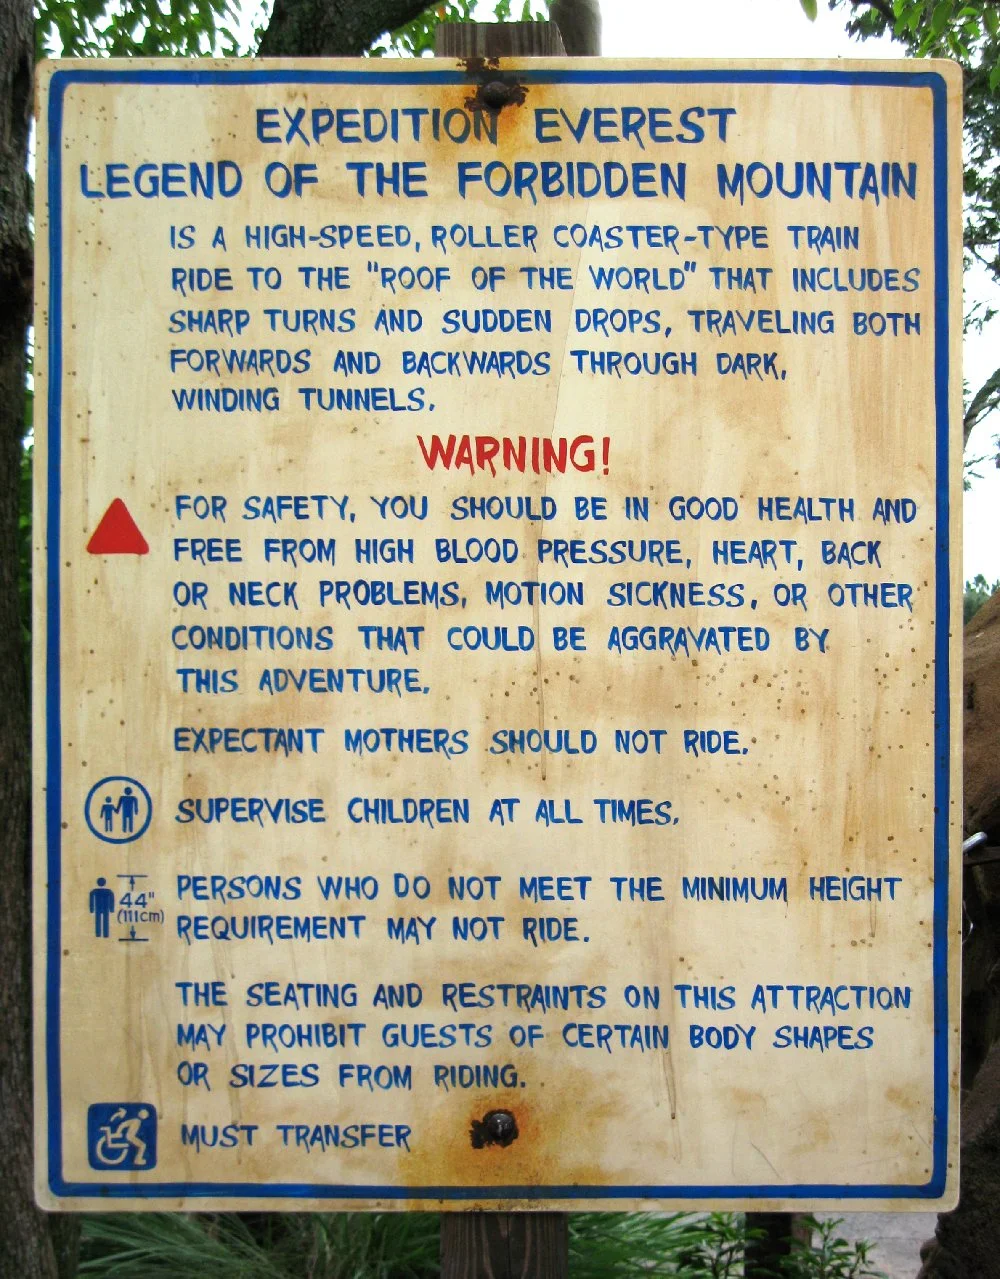 EXPEDITION EVEREST
LEGEND OF THE FORBIDDEN MOUNTAIN
IS A HIGH-SPEED, ROLLER COASTER-TYPE TRAIN
RIDE TO THE "ROOF OF THE WORLD" THAT INCLUDES
SHARP TURNS AND SUDDEN DROPS, TRAVELING BOTH
FORWARDS AND BACKWARDS THROUGH DARK,
WINDING TUNNELS.
WARNING!
FOR SAFETY, YOU SHOULD BE IN GOOD HEALTH AND
FREE FROM HIGH BLOOD PRESSURE, HEART, BACK
OR NECK PROBLEMS, MOTION SICKNESS, OR OTHER
CONDITIONS THAT COULD BE AGGRAVATED BY
THIS ADVENTURE.
EXPECTANT MOTHERS SHOULD NOT RIDE.
SUPERVISE CHILDREN AT ALL TIMES.
44"
(111cm)
PERSONS WHO DO NOT MEET THE MINIMUM HEIGHT
REQUIREMENT MAY NOT RIDE.
THE SEATING AND RESTRAINTS ON THIS ATTRACTION
MAY PROHIBIT GUESTS OF CERTAIN BODY SHAPES
OR SIZES FROM RIDING.
MUST TRANSFER